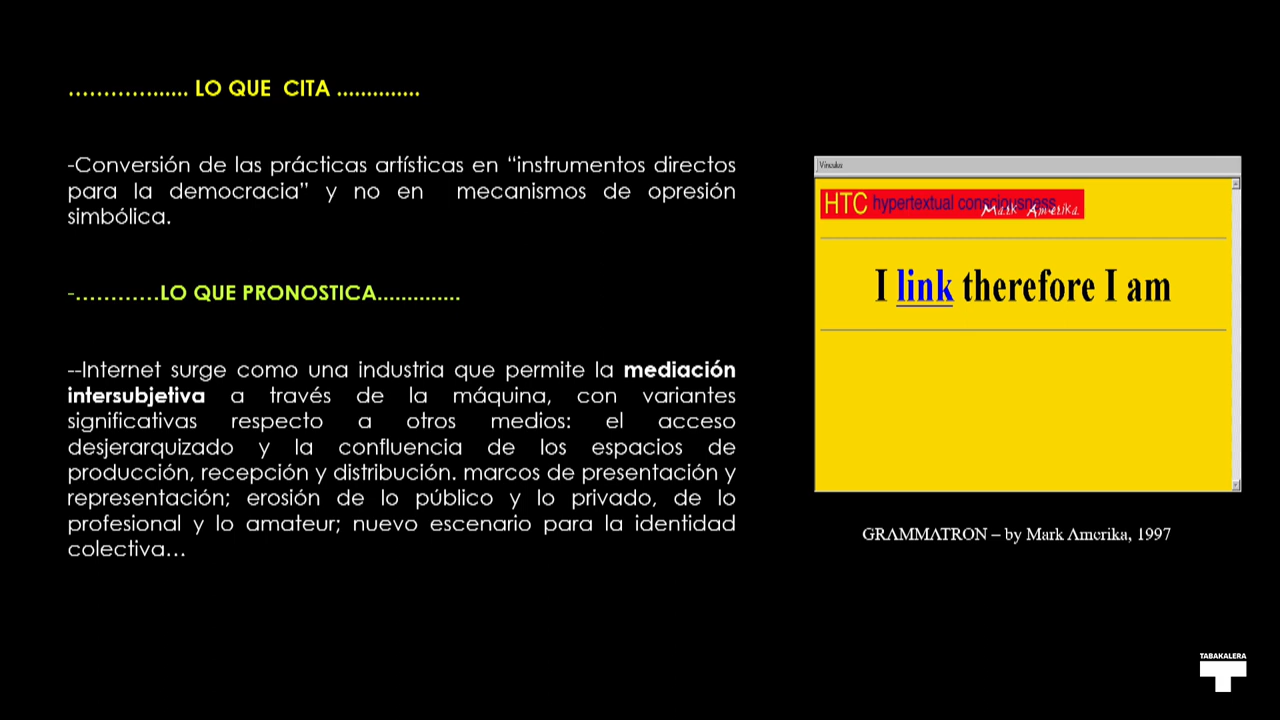 ................... LO QUE CITA ..............
-Conversión de las prácticas artísticas en “instrumentos directos
para la democracia” y no en mecanismos de opresión
simbólica.
-…………LO QUE PRONOSTICA..............
--Internet surge como una industria que permite la mediación
intersubjetiva a través de la máquina, con variantes
significativas respecto a otros medios: el acceso
desjerarquizado y la confluencia de los espacios de
producción, recepción y distribución. marcos de presentación y
representación; erosión de lo público y lo privado, de lo
profesional y lo amateur; nuevo escenario para la identidad
colectiva…
Vínculus
HTC hypertextual consciousness
Mark Amerika
I link therefore I am
GRAMMATRON – by Mark Amerika, 1997
TABAKALERA